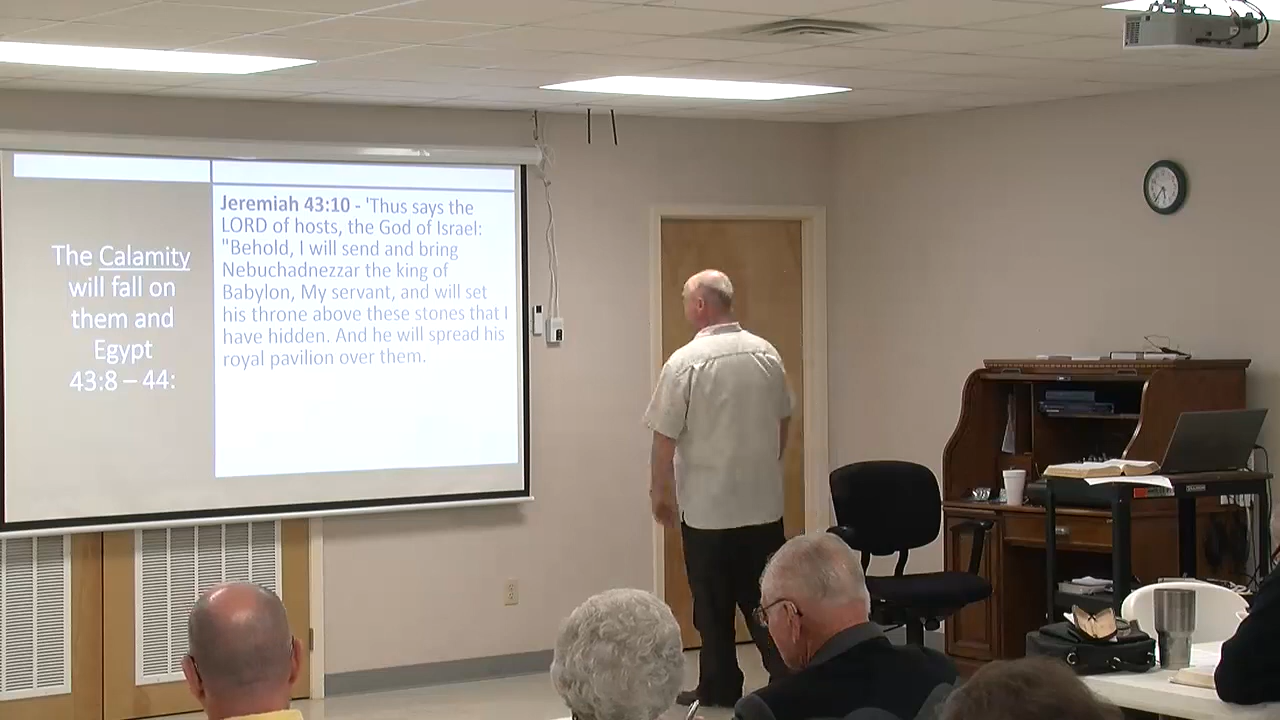 The Calamity
will fall on
them and
Egypt
43:8 – 44:
Jeremiah 43:10 - 'Thus says the
LORD of hosts, the God of Israel:
"Behold, I will send and bring
Nebuchadnezzar the king of
Babylon, My servant, and will set
his throne above these stones that I
have hidden. And he will spread his
royal pavilion over them.